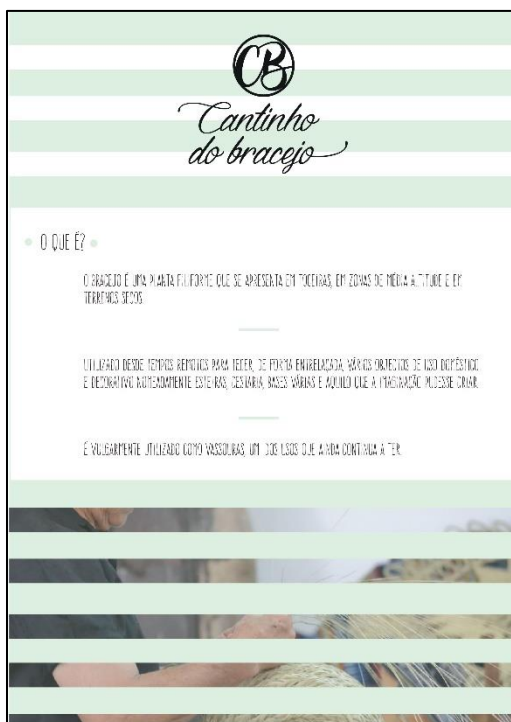 CB
Cantinho
do bracejo
O QUE É?
O BRACEJO É UMA PLANTA FILIFORME QUE SE APRESENTA EM TOCEIRAS, EM ZONAS DE MÉDIA ALTITUDE E EM
TERRENOS SECOS.
UTILIZADO DESDE TEMPOS REMOTOS PARA TECER, DE FORMA ENTRELAÇADA, VÁRIOS OBJECTOS DE USO DOMÉSTICO
E DECORATIVO NOMEADAMENTE ESTEIRAS, CESTARIA, BASES VÁRIAS E AQUILO QUE A IMAGINAÇÃO PUDESSE CRIAR.
É VULGARMENTE UTILIZADO COMO VASSOURAS, UM DOS USOS QUE AINDA CONTINUA A TER.